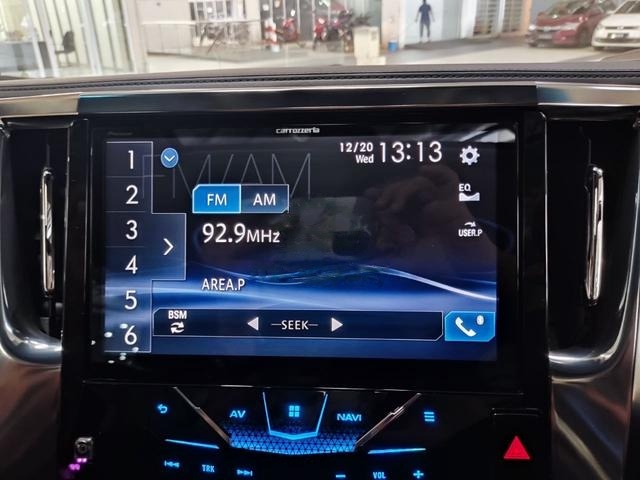 Pioneer
carrozzeria
1
FM/AM
12/20
Wed
13:13
2
FM
AM
EQ
3
92.9MHz
USER.P
4
5
AREA.P
6
BSM
SEEK
AV
NAVI
TRK
VOL